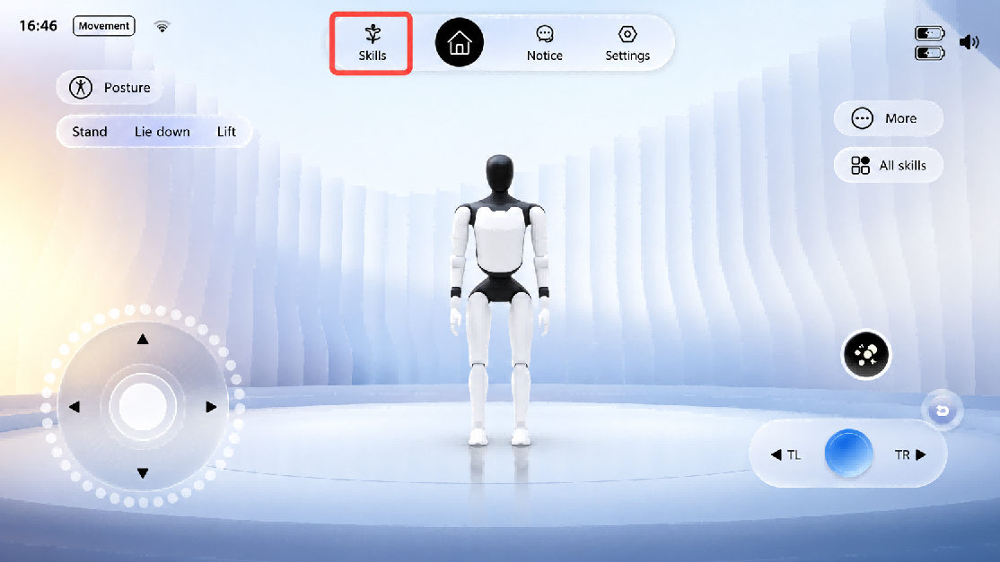 16:46 Movement
Skills
Notice
Settings
Posture
Stand Lie down Lift
More
All skills
TL
TR